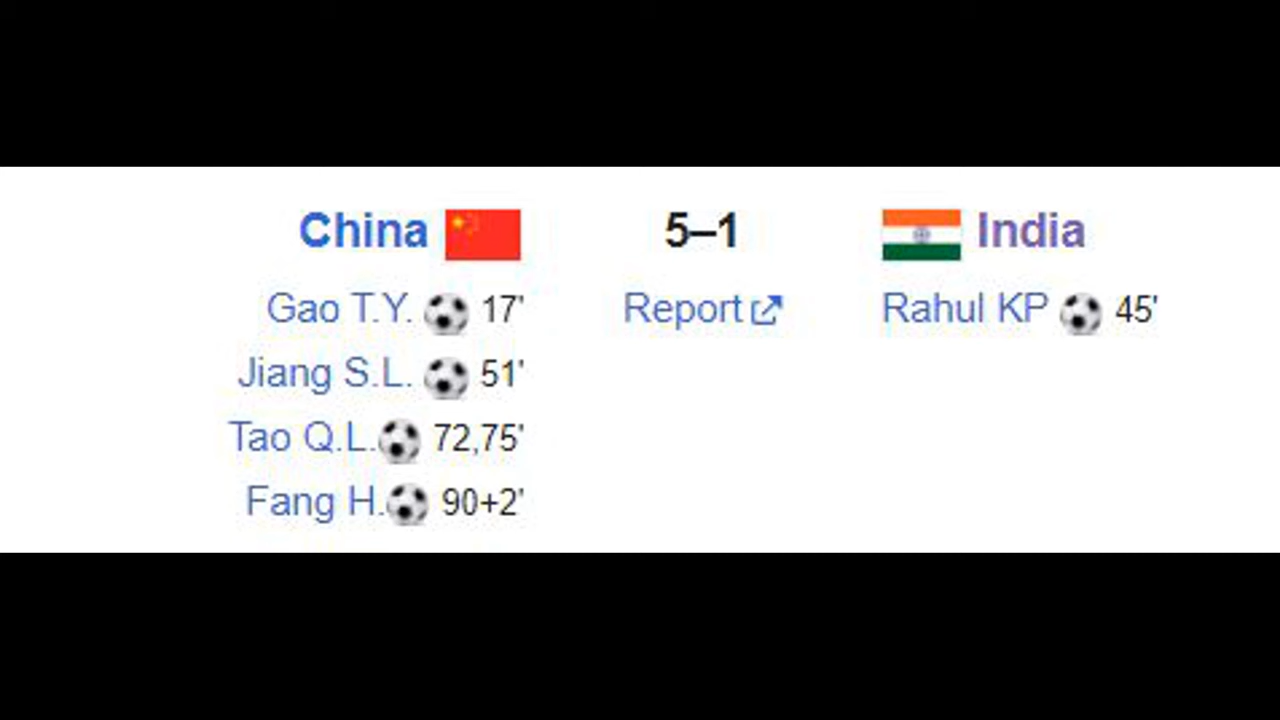 China 5–1 India
Gao T.Y. 17' Report Rahul KP 45'
Jiang S.L. 51'
Tao Q.L. 72,75'
Fang H. 90+2'